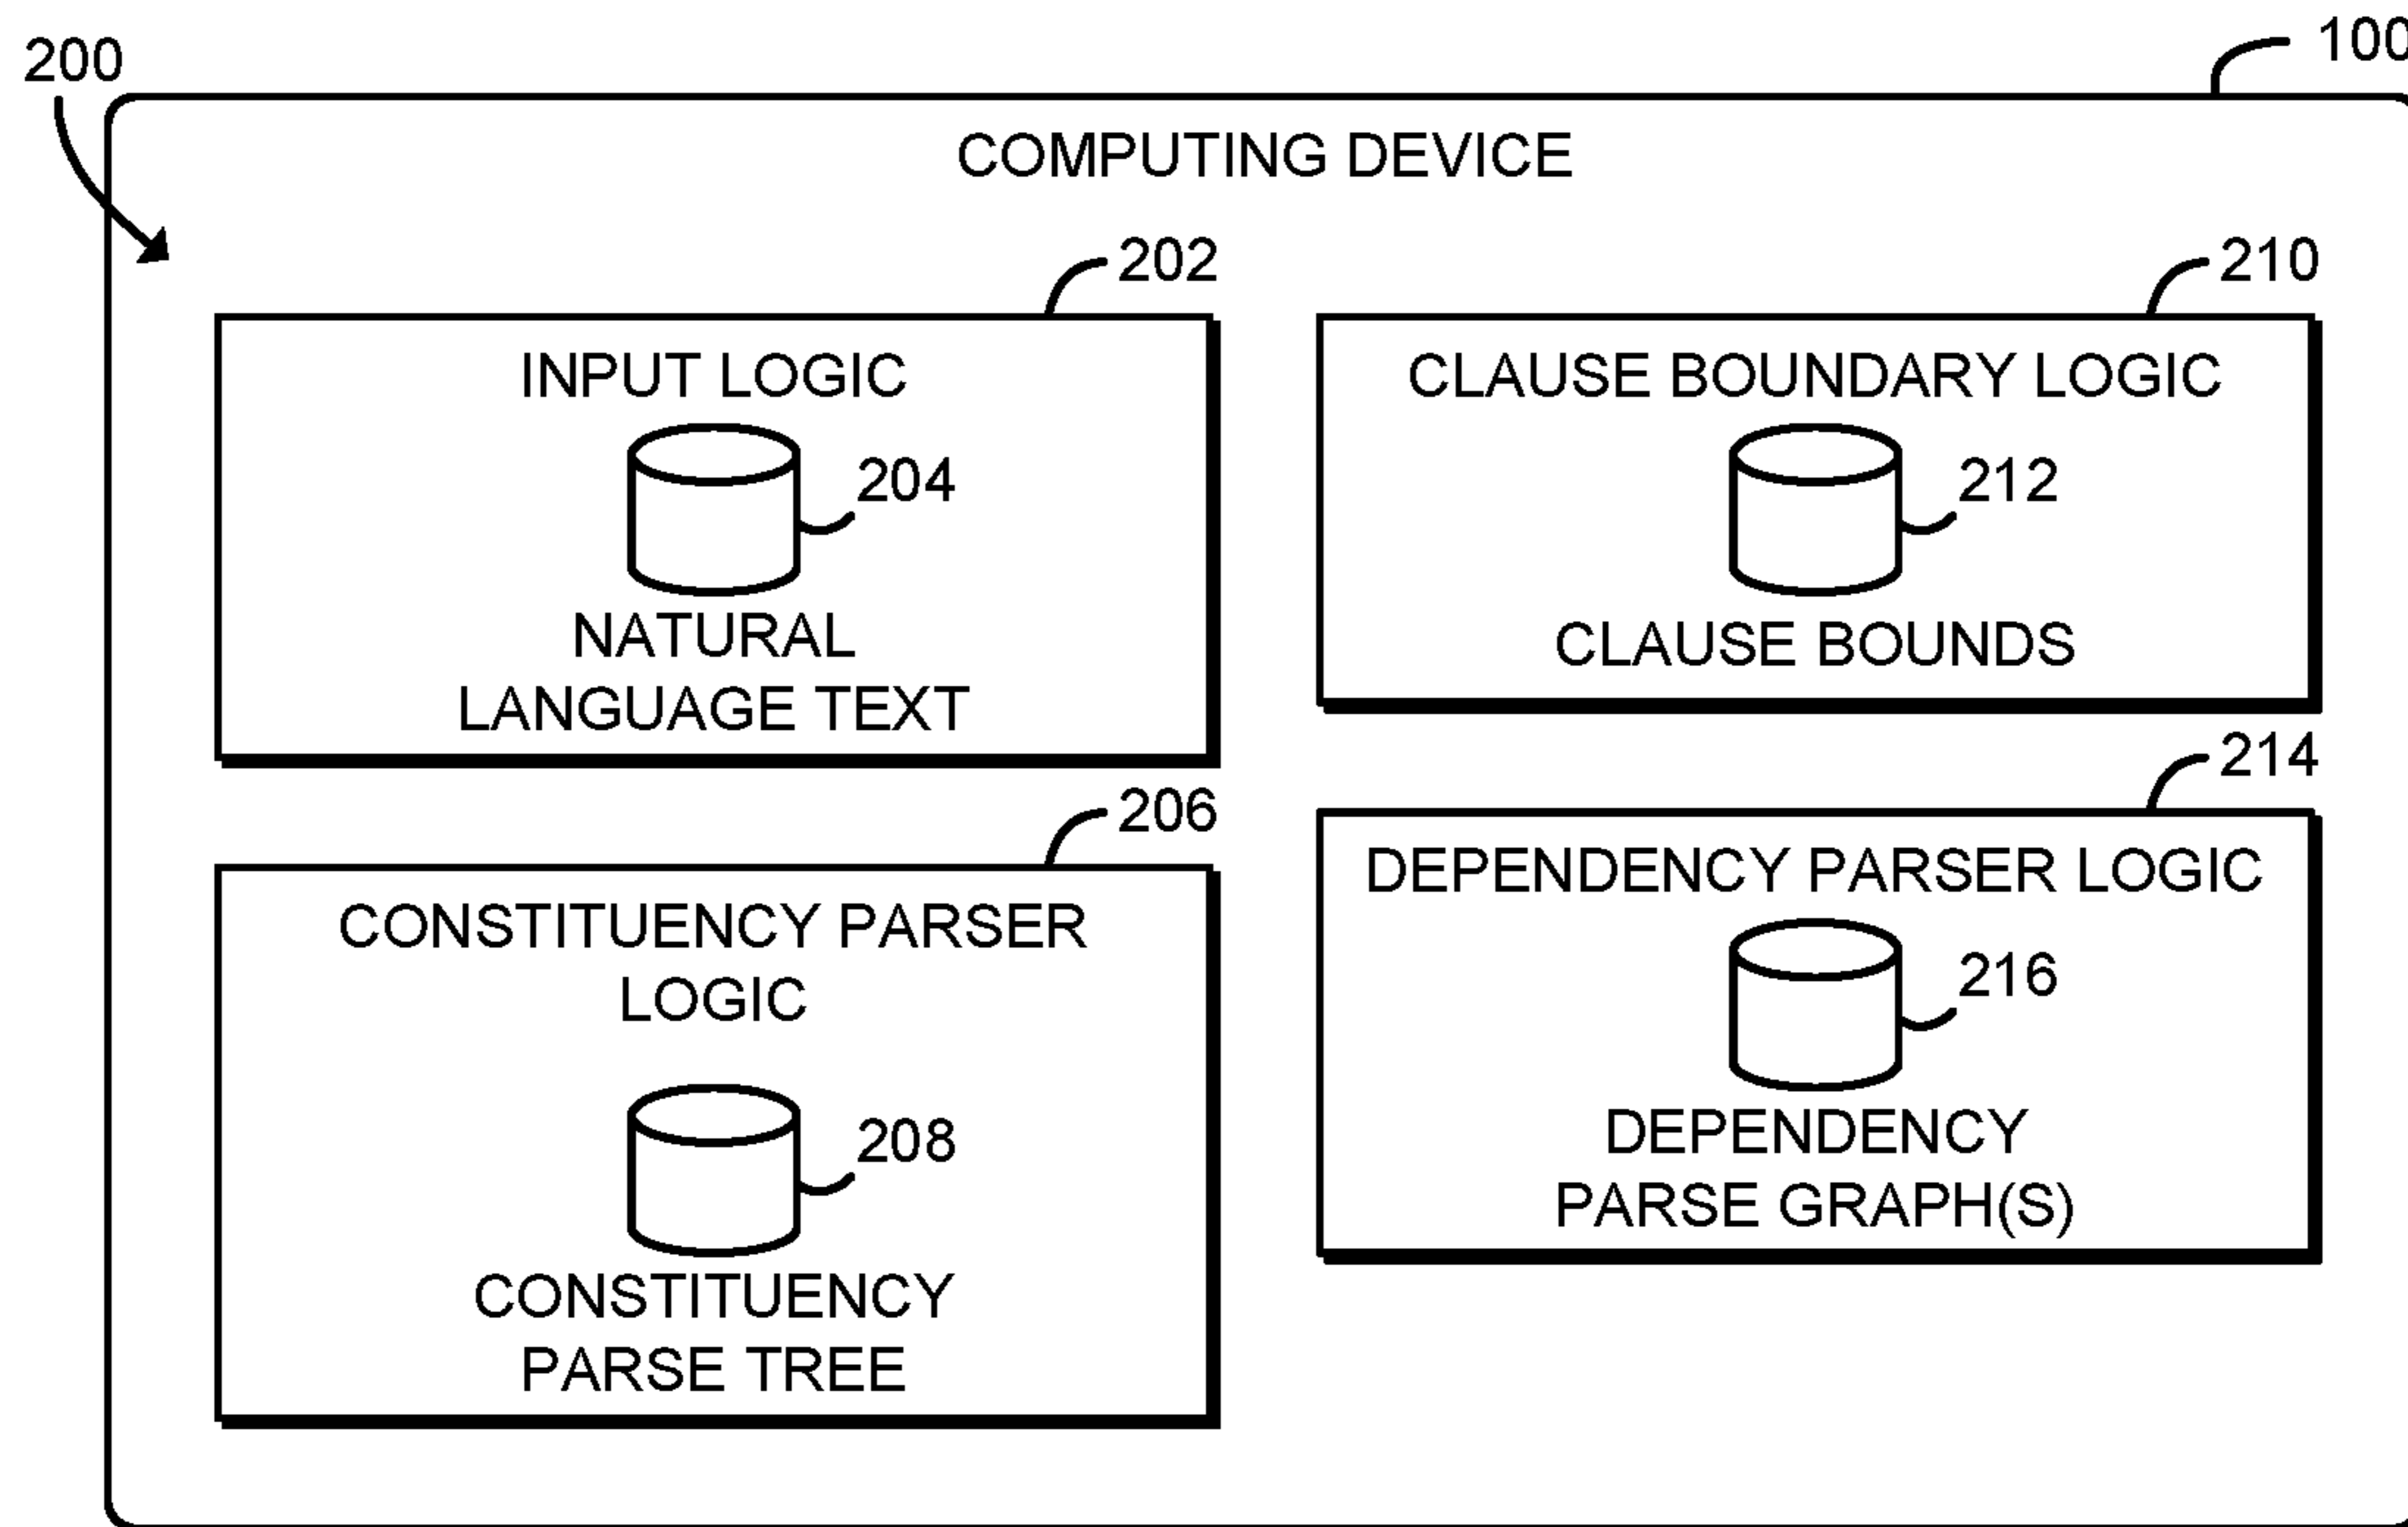 200
100
COMPUTING DEVICE
202
INPUT LOGIC
204
NATURAL
LANGUAGE TEXT
206
CONSTITUENCY PARSER
LOGIC
208
CONSTITUENCY
PARSE TREE
210
CLAUSE BOUNDARY LOGIC
212
CLAUSE BOUNDS
214
DEPENDENCY PARSER LOGIC
216
DEPENDENCY
PARSE GRAPH(S)